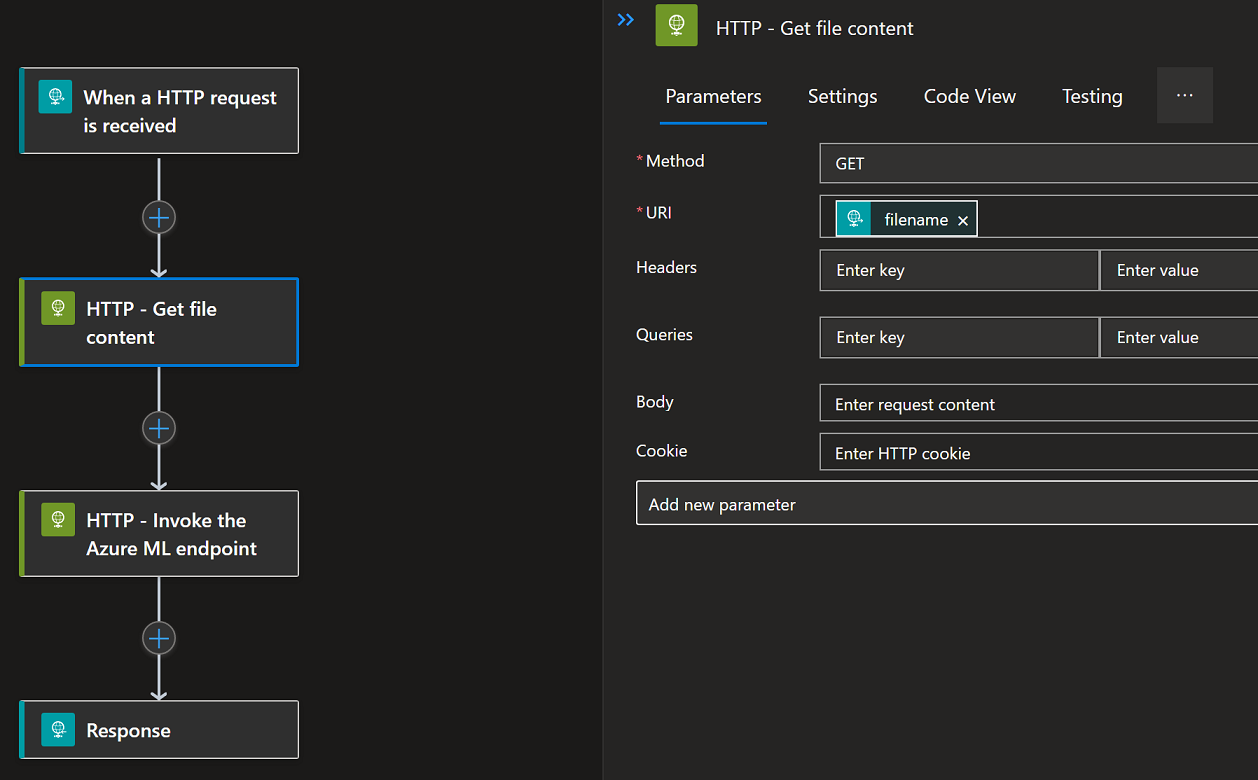 When a HTTP request
is received
HTTP - Get file
content
HTTP - Invoke the
Azure ML endpoint
Response
HTTP - Get file content
Parameters
Settings
Code View
Testing
...
* Method
GET
* URI
filename ×
Headers
Enter key
Enter value
Queries
Enter key
Enter value
Body
Enter request content
Cookie
Enter HTTP cookie
Add new parameter